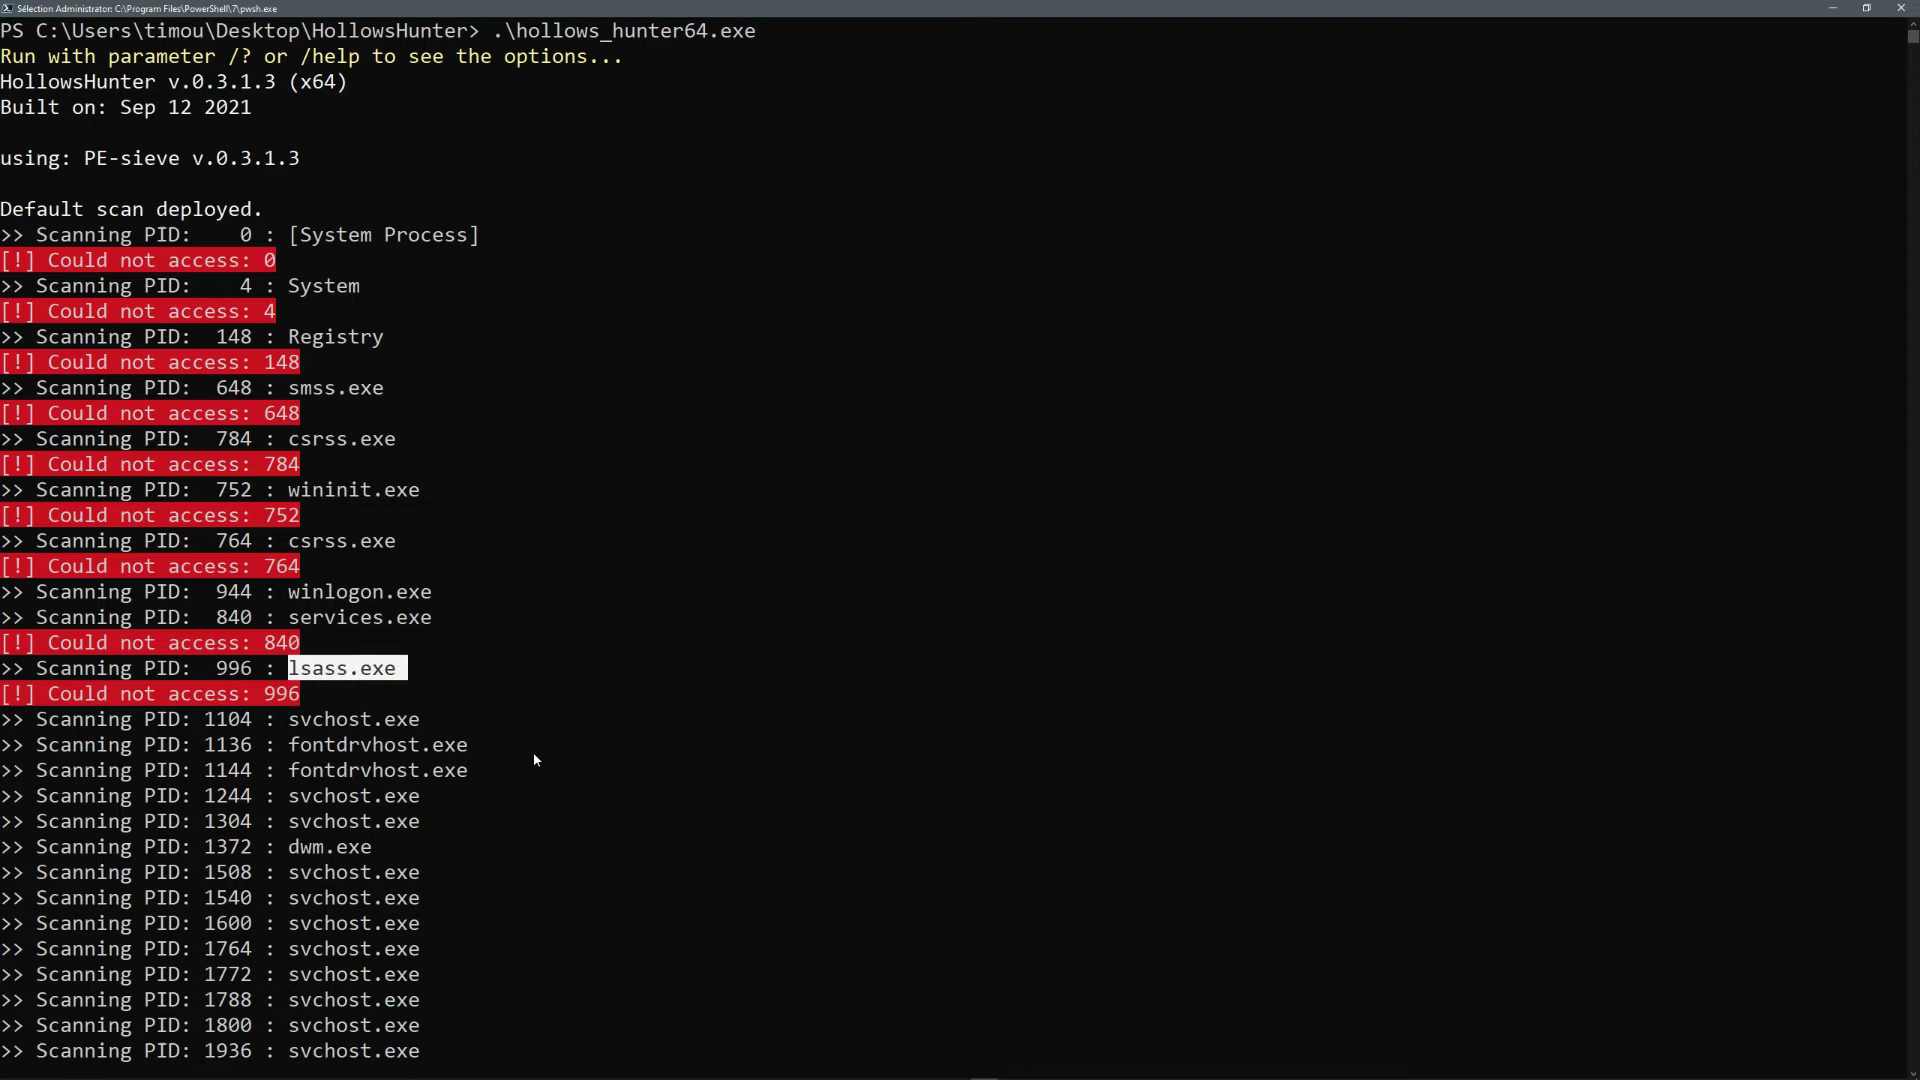 Sélection Administrator: C:\Program Files\PowerShell\7\pwsh.exe
PS C:\Users\timou\Desktop\HollowsHunter> .\hollows_hunter64.exe
Run with parameter /? or /help to see the options...
HollowsHunter v.0.3.1.3 (x64)
Built on: Sep 12 2021
using: PE-sieve v.0.3.1.3
Default scan deployed.
>> Scanning PID:    0 : [System Process]
[!] Could not access: 0
>> Scanning PID:    4 : System
[!] Could not access: 4
>> Scanning PID:  148 : Registry
[!] Could not access: 148
>> Scanning PID:  648 : smss.exe
[!] Could not access: 648
>> Scanning PID:  784 : csrss.exe
[!] Could not access: 784
>> Scanning PID:  752 : wininit.exe
[!] Could not access: 752
>> Scanning PID:  764 : csrss.exe
[!] Could not access: 764
>> Scanning PID:  944 : winlogon.exe
>> Scanning PID:  840 : services.exe
[!] Could not access: 840
>> Scanning PID:  996 : lsass.exe
[!] Could not access: 996
>> Scanning PID: 1104 : svchost.exe
>> Scanning PID: 1136 : fontdrvhost.exe
>> Scanning PID: 1144 : fontdrvhost.exe
>> Scanning PID: 1244 : svchost.exe
>> Scanning PID: 1304 : svchost.exe
>> Scanning PID: 1372 : dwm.exe
>> Scanning PID: 1508 : svchost.exe
>> Scanning PID: 1540 : svchost.exe
>> Scanning PID: 1600 : svchost.exe
>> Scanning PID: 1764 : svchost.exe
>> Scanning PID: 1772 : svchost.exe
>> Scanning PID: 1788 : svchost.exe
>> Scanning PID: 1800 : svchost.exe
>> Scanning PID: 1936 : svchost.exe